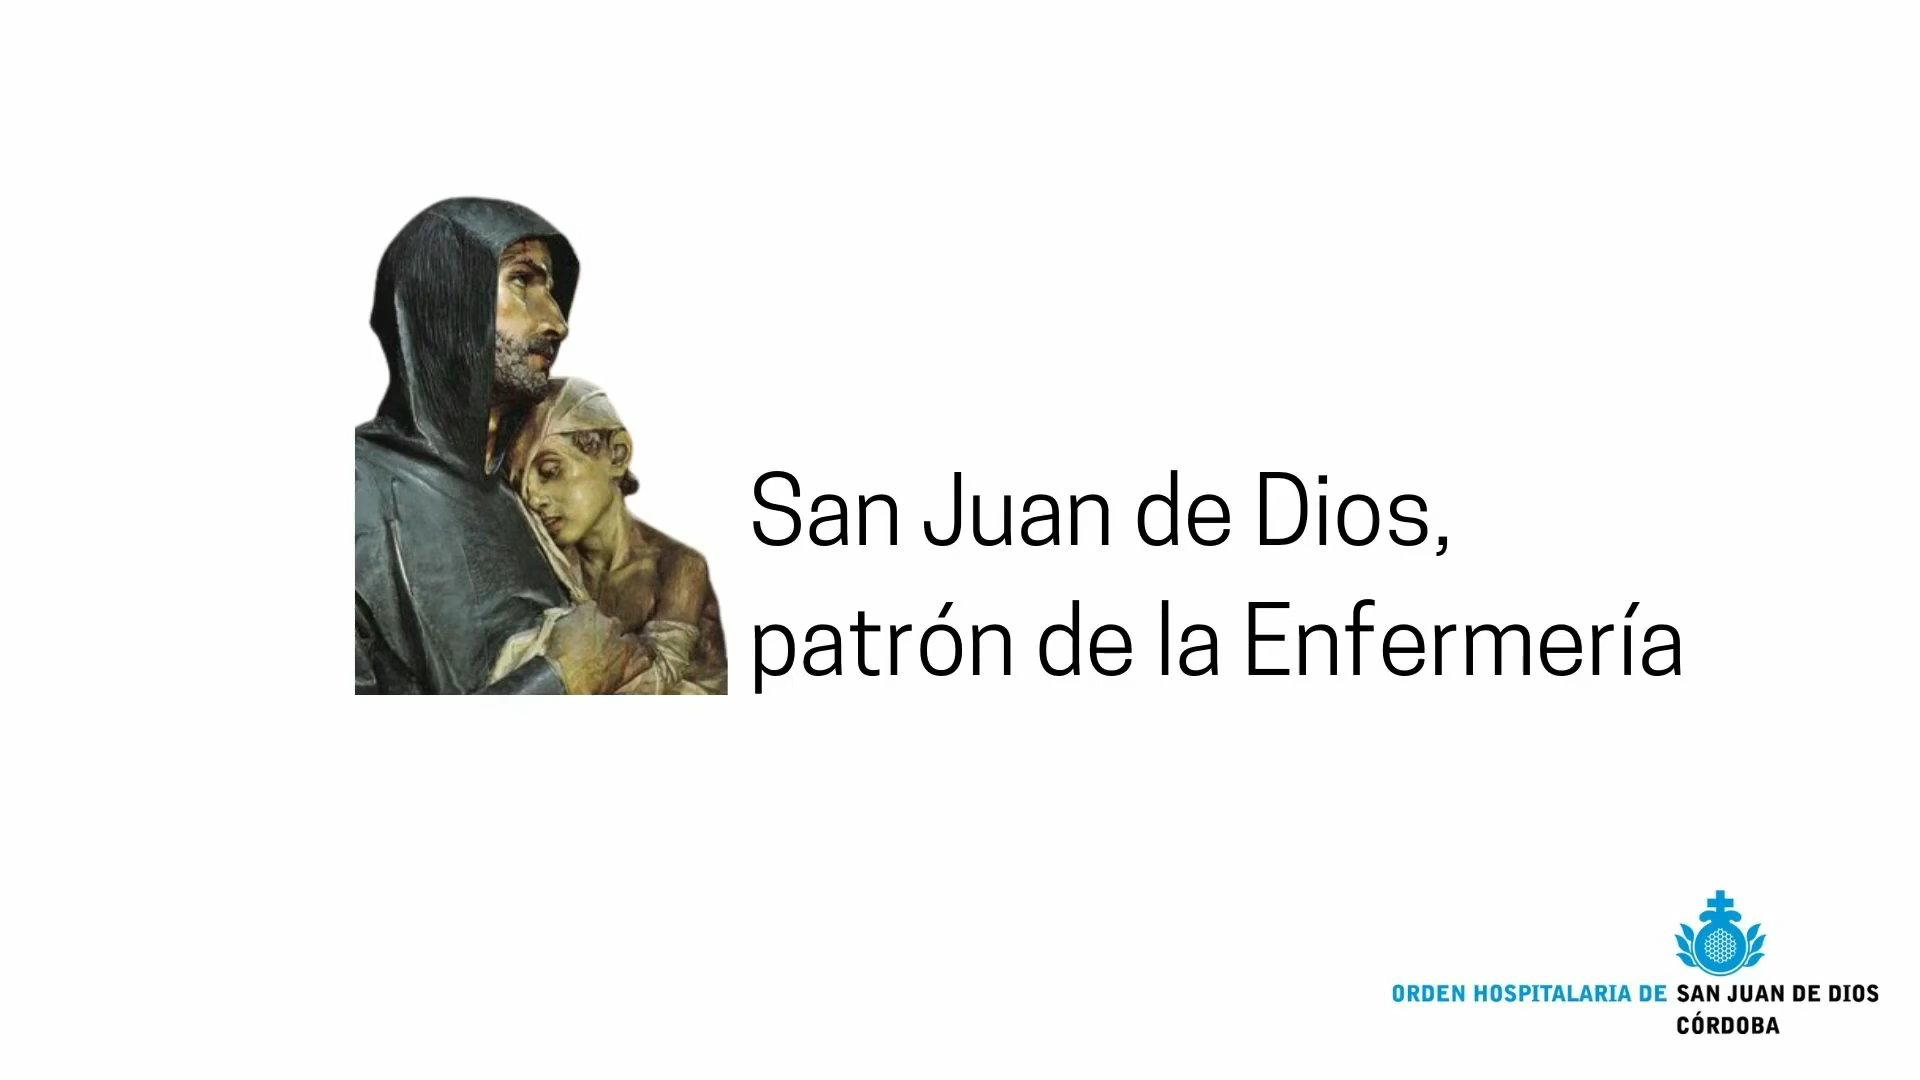 San Juan de Dios,
patrón de la Enfermería
ORDEN HOSPITALARIA DE SAN JUAN DE DIOS
CÓRDOBA